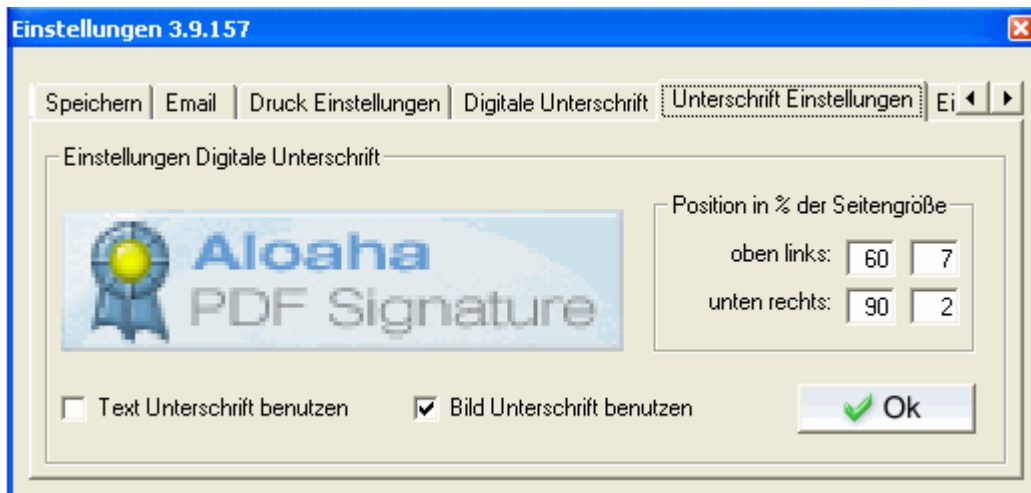 Einstellungen 3.9.157
Speichern Email Druck Einstellungen Digitale Unterschrift Unterschrift Einstellungen Ei
Einstellungen Digitale Unterschrift
Aloaha
PDF Signature
Position in % der Seitengröße
oben links: 60 7
unten rechts: 90 2
Text Unterschrift benutzen Bild Unterschrift benutzen Ok